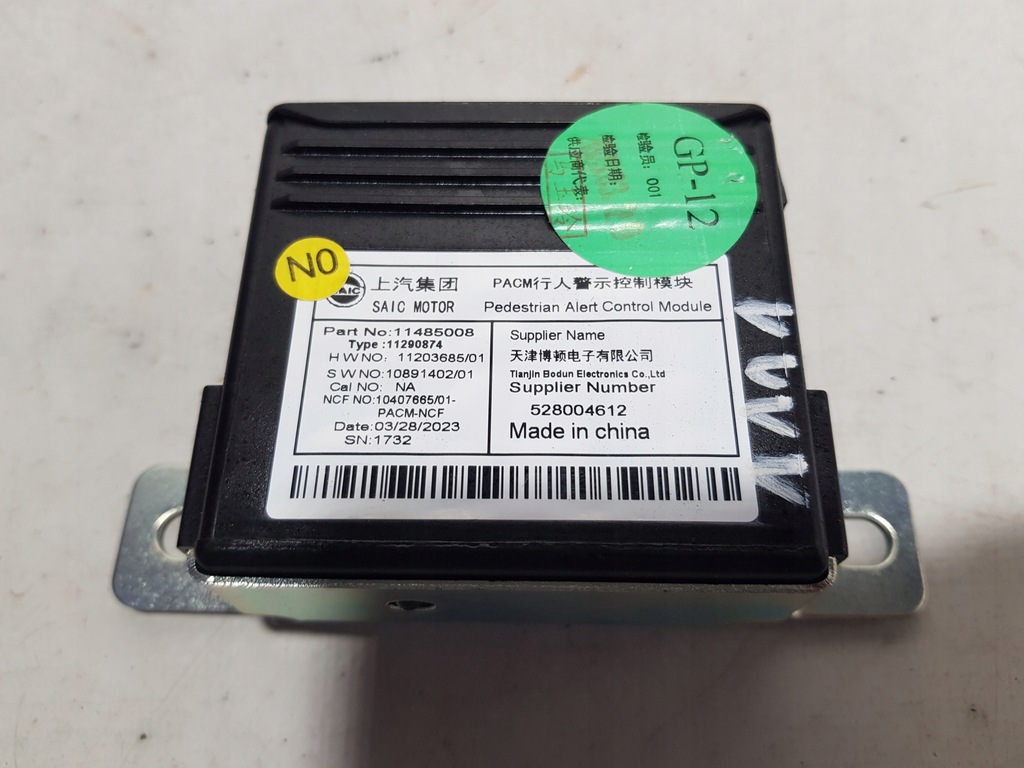 GP-12
检验员: 001
检验日期:
供应商代表:
NO
SAIC
上汽集团
SAIC MOTOR
PACM行人警示控制模块
Pedestrian Alert Control Module
Part No:11485008
Type :11290874
HW NO: 11203685/01
SW NO:10891402/01
Cal NO: NA
NCF NO:10407665/01-
PACM-NCF
Date:03/28/2023
SN:1732
Supplier Name
天津博顿电子有限公司
Tianjin Bodun Electronics Co.,Ltd
Supplier Number
528004612
Made in china